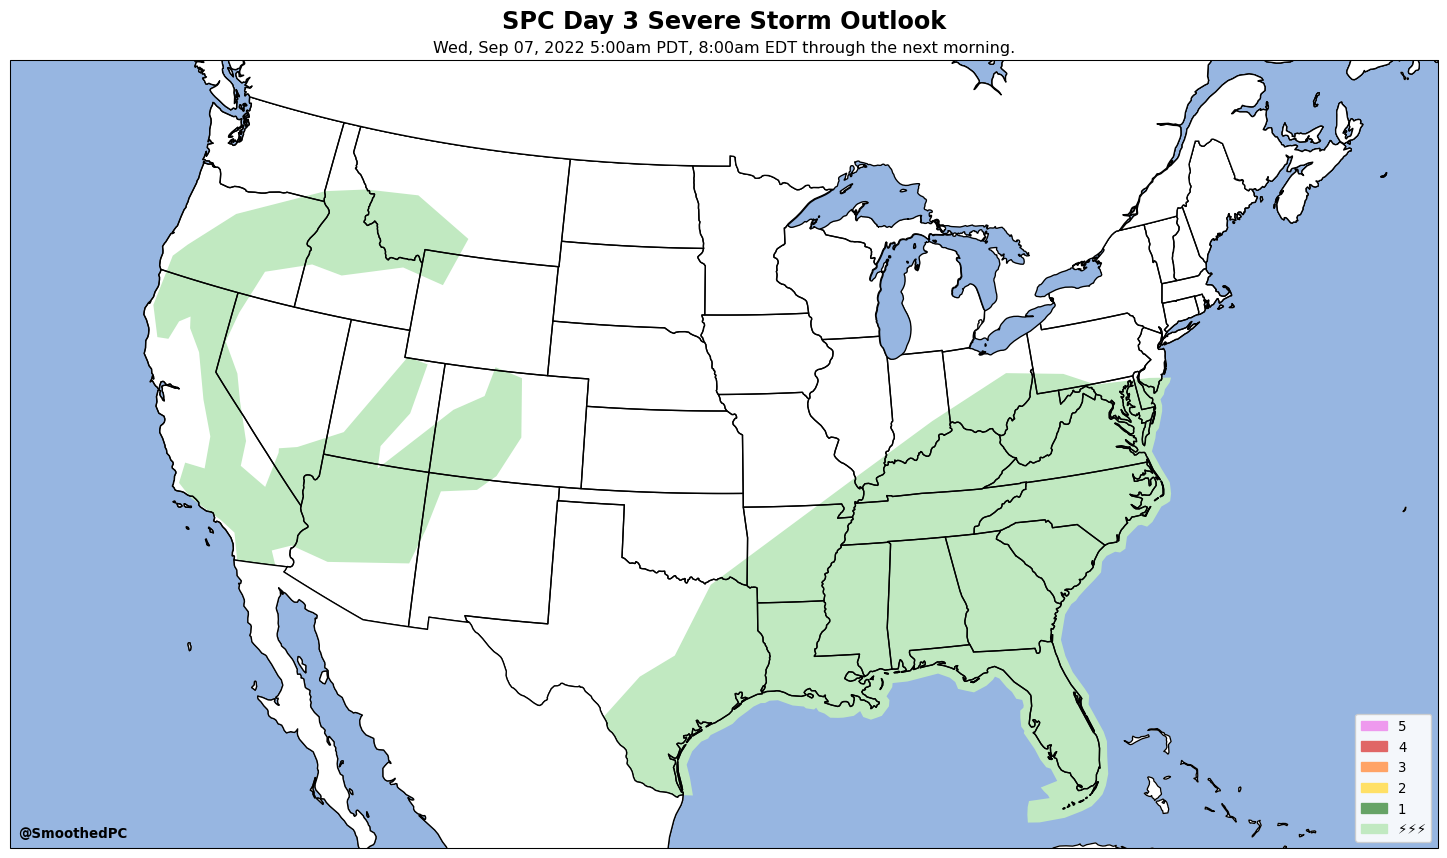 SPC Day 3 Severe Storm Outlook
Wed, Sep 07, 2022 5:00am PDT, 8:00am EDT through the next morning.
5
4
3
2
1
⚡⚡⚡
@SmoothedPC